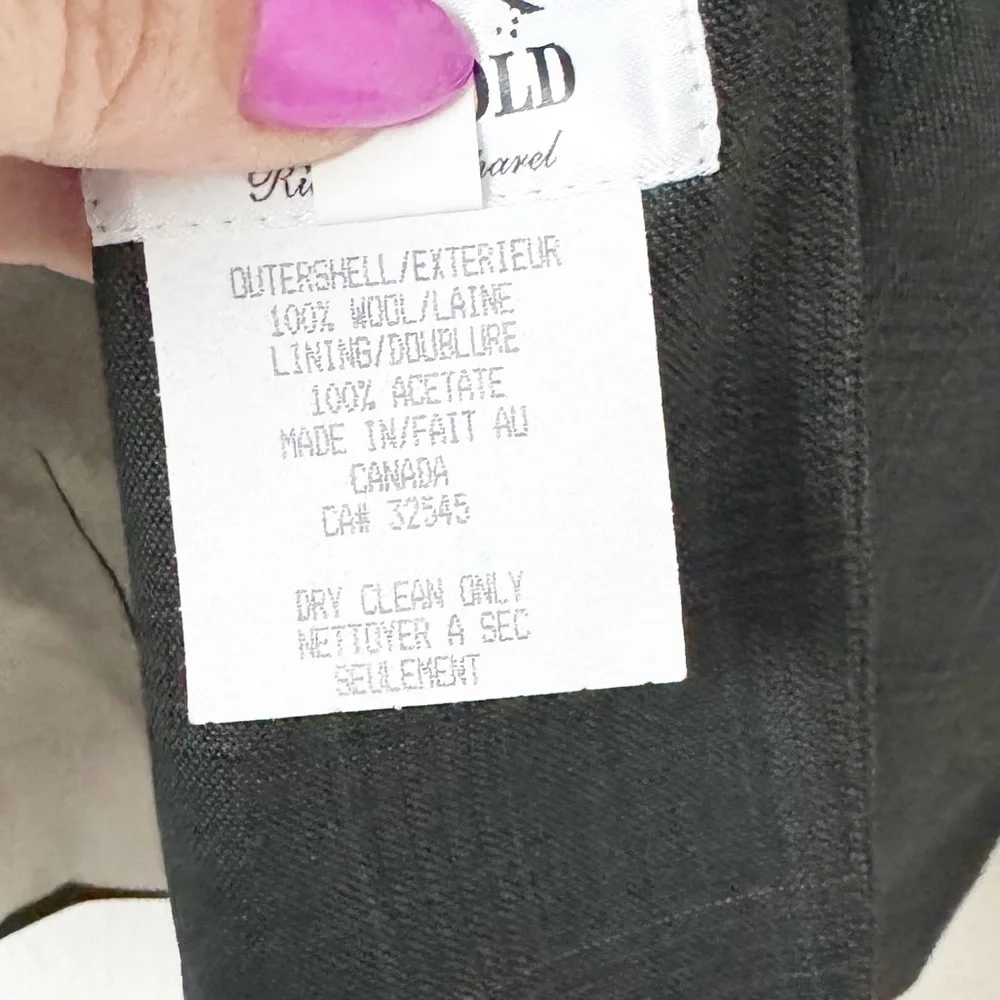 OUTERSHELL/EXTERIEUR
100% WOOL/LAINE
LINING/DOUBLURE
100% ACETATE
MADE IN/FAIT AU
CANADA
CA# 32545
DRY CLEAN ONLY
NETTOYER A SEC
SEULEMENT